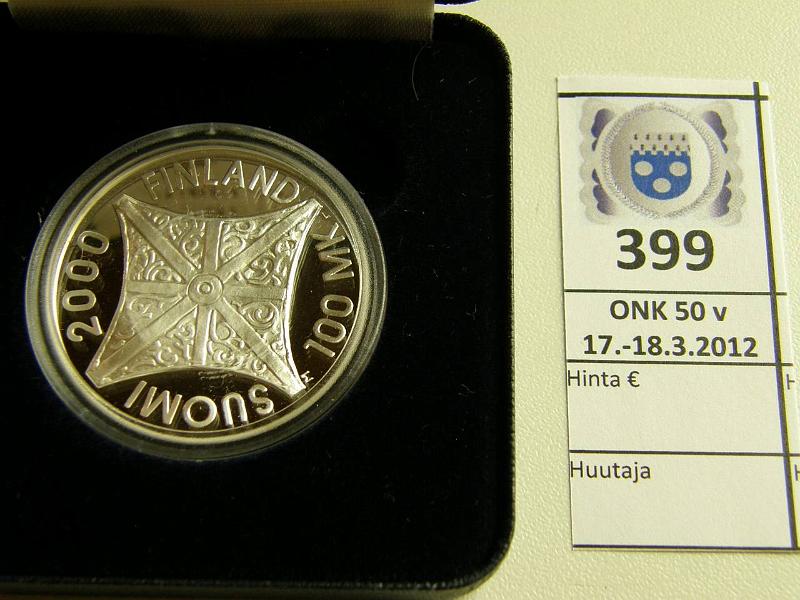 FINLAND
100 MK
SUOMI
2000
M
399
ONK 50 v
17.-18.3.2012
Hinta €
H
Huutaja
H